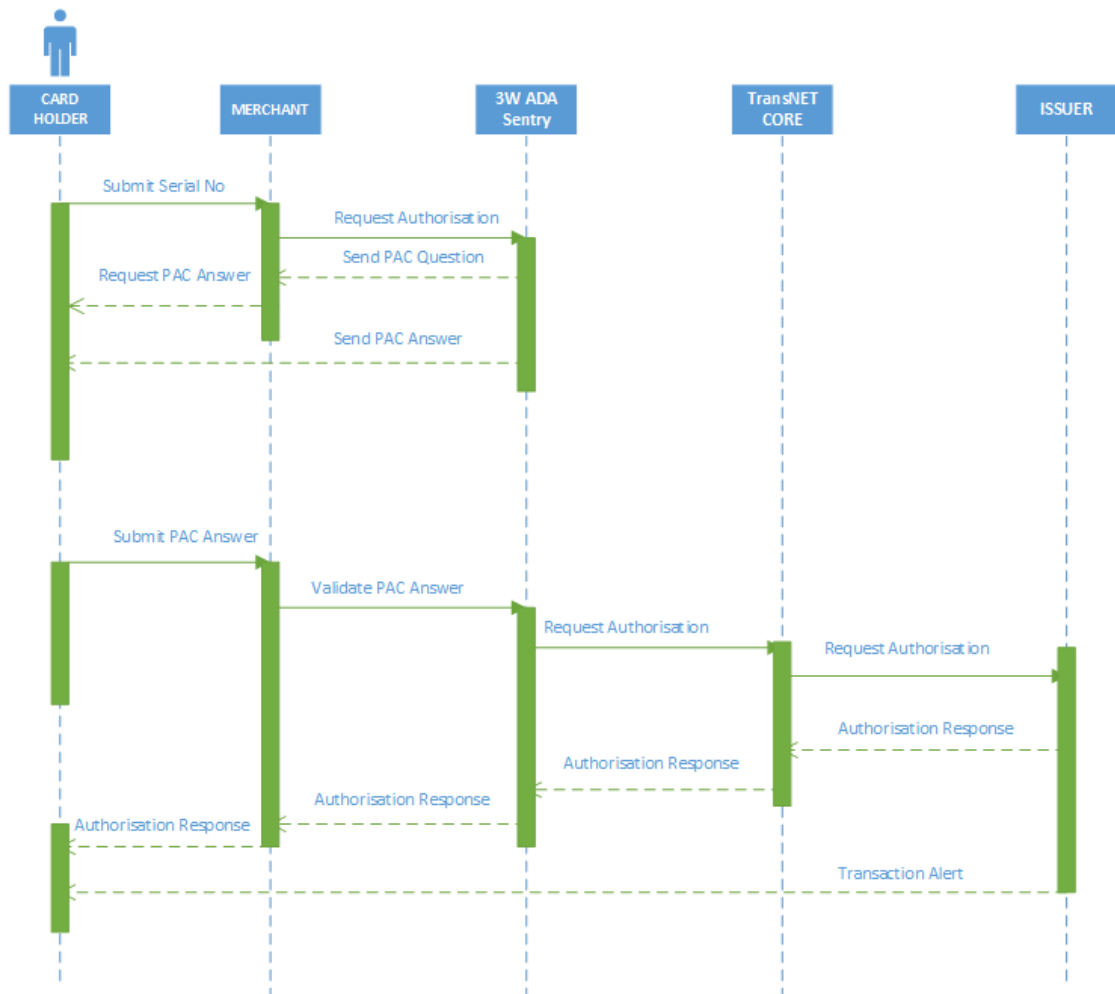 CARD
HOLDER
MERCHANT
3W ADA
Sentry
TransNET
CORE
ISSUER
Submit Serial No
Request Authorisation
Send PAC Question
Request PAC Answer
Send PAC Answer
Submit PAC Answer
Validate PAC Answer
Request Authorisation
Request Authorisation
Authorisation Response
Authorisation Response
Authorisation Response
Authorisation Response
Transaction Alert